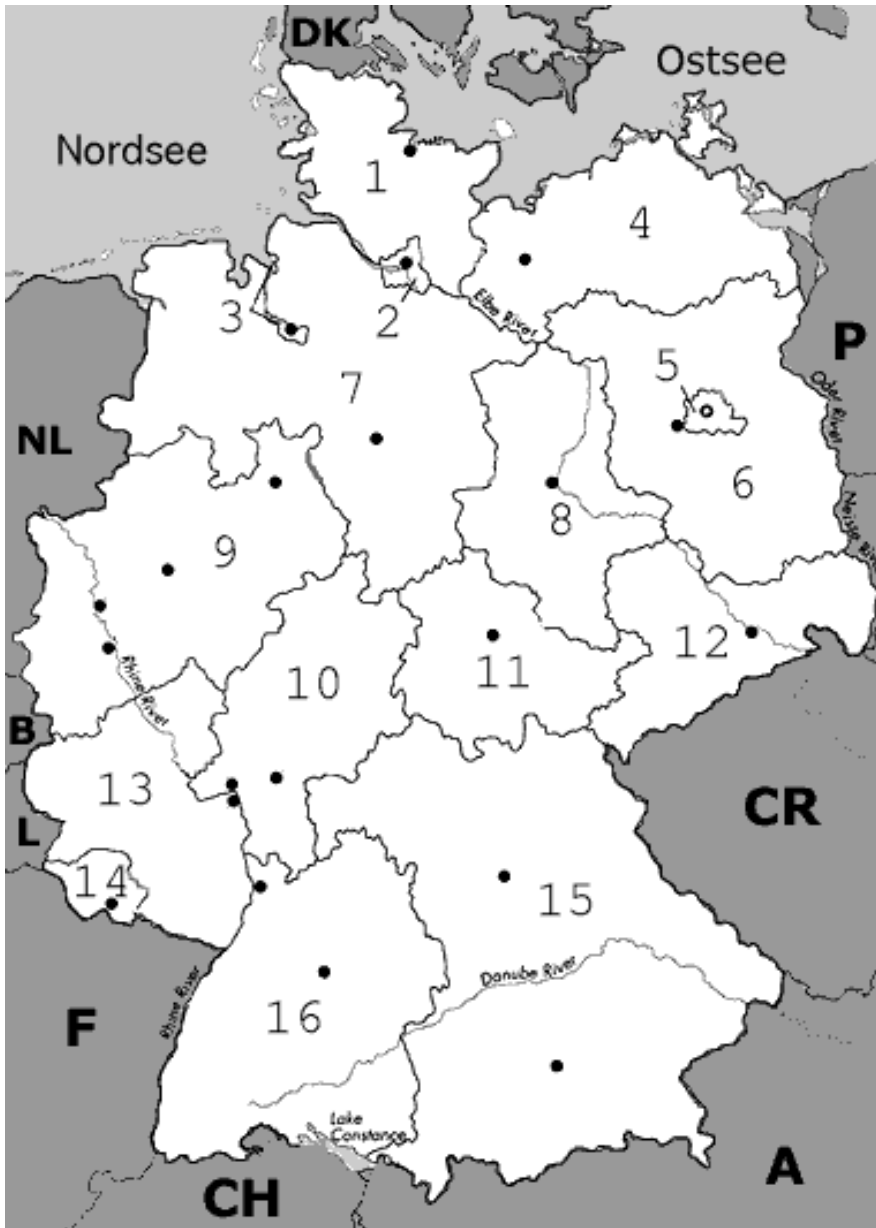 DK
Ostsee
Nordsee
1
4
3
2
Elbe River
7
5
P
Oder River
NL
6
8
Neisse Riv
9
12
11
10
Rhine River
B
13
CR
L
14
15
Danube River
Rhine River
F
16
Lake
Constance
A
CH